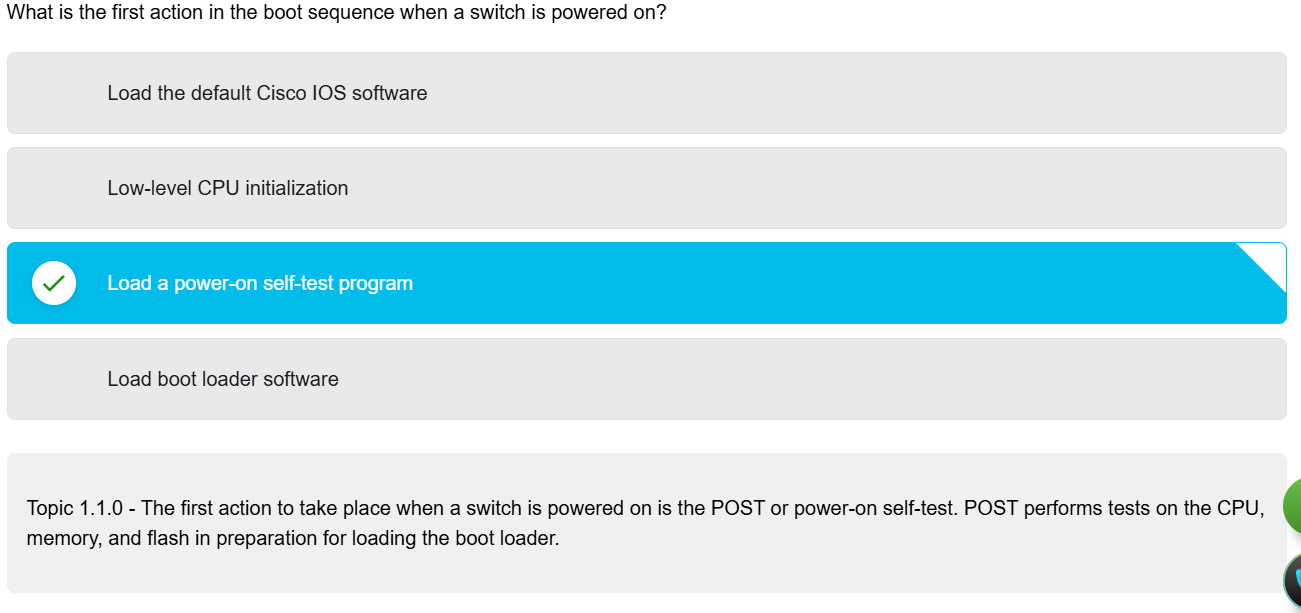 What is the first action in the boot sequence when a switch is powered on?
Load the default Cisco IOS software
Low-level CPU initialization
Load a power-on self-test program
Load boot loader software
Topic 1.1.0 - The first action to take place when a switch is powered on is the POST or power-on self-test. POST performs tests on the CPU,
memory, and flash in preparation for loading the boot loader.